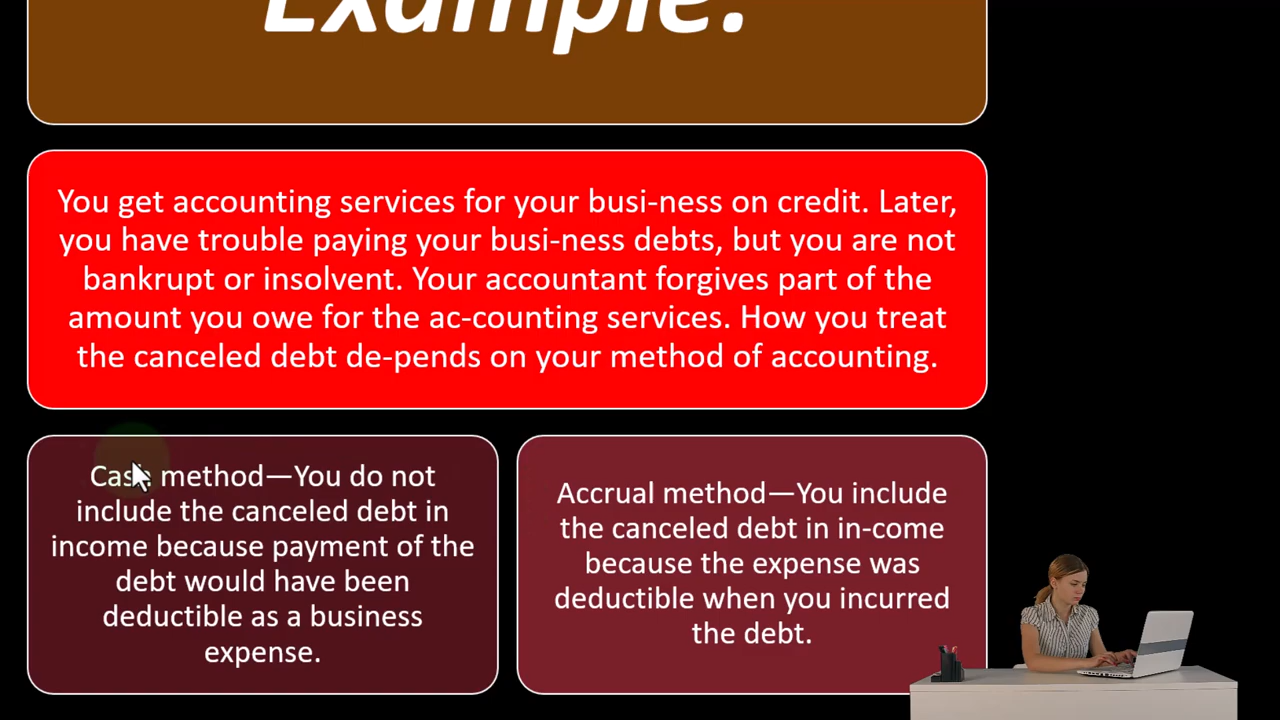 Example:
You get accounting services for your busi-ness on credit. Later,
you have trouble paying your busi-ness debts, but you are not
bankrupt or insolvent. Your accountant forgives part of the
amount you owe for the ac-counting services. How you treat
the canceled debt de-pends on your method of accounting.
Cash method—You do not
include the canceled debt in
income because payment of the
debt would have been
deductible as a business
expense.
Accrual method—You include
the canceled debt in in-come
because the expense was
deductible when you incurred
the debt.